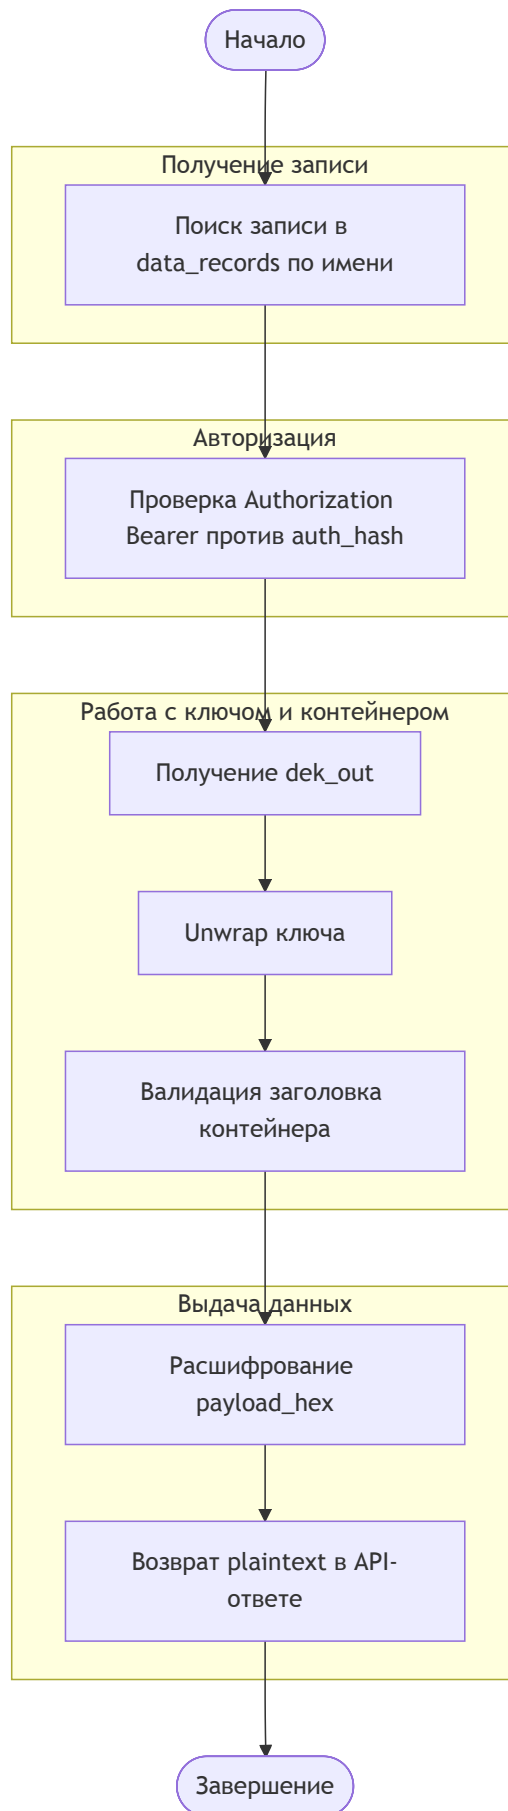 Начало
Получение записи
Поиск записи в
data_records по имени
Авторизация
Проверка Authorization
Bearer против auth_hash
Работа с ключом и контейнером
Получение dek_out
Unwrap ключа
Валидация заголовка
контейнера
Выдача данных
Расшифрование
payload_hex
Возврат plaintext в API-
ответе
Завершение